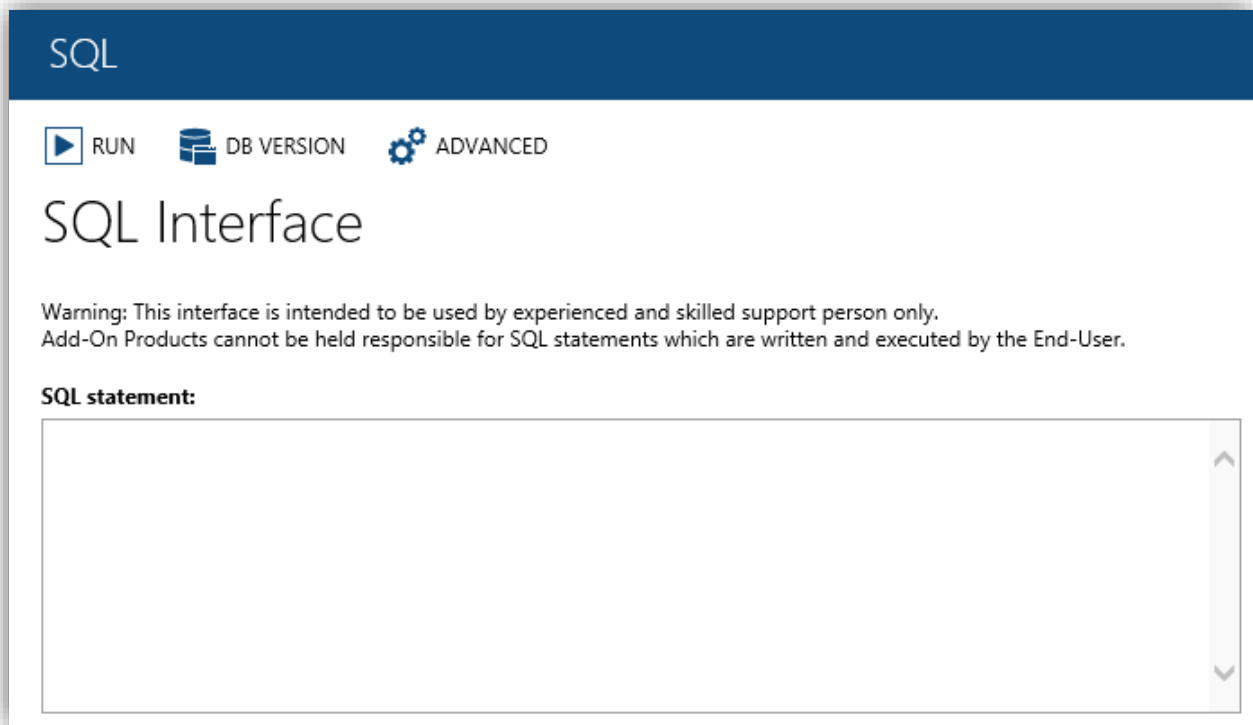 SQL
RUN DB VERSION ADVANCED
SQL Interface
Warning: This interface is intended to be used by experienced and skilled support person only.
Add-On Products cannot be held responsible for SQL statements which are written and executed by the End-User.
SQL statement: